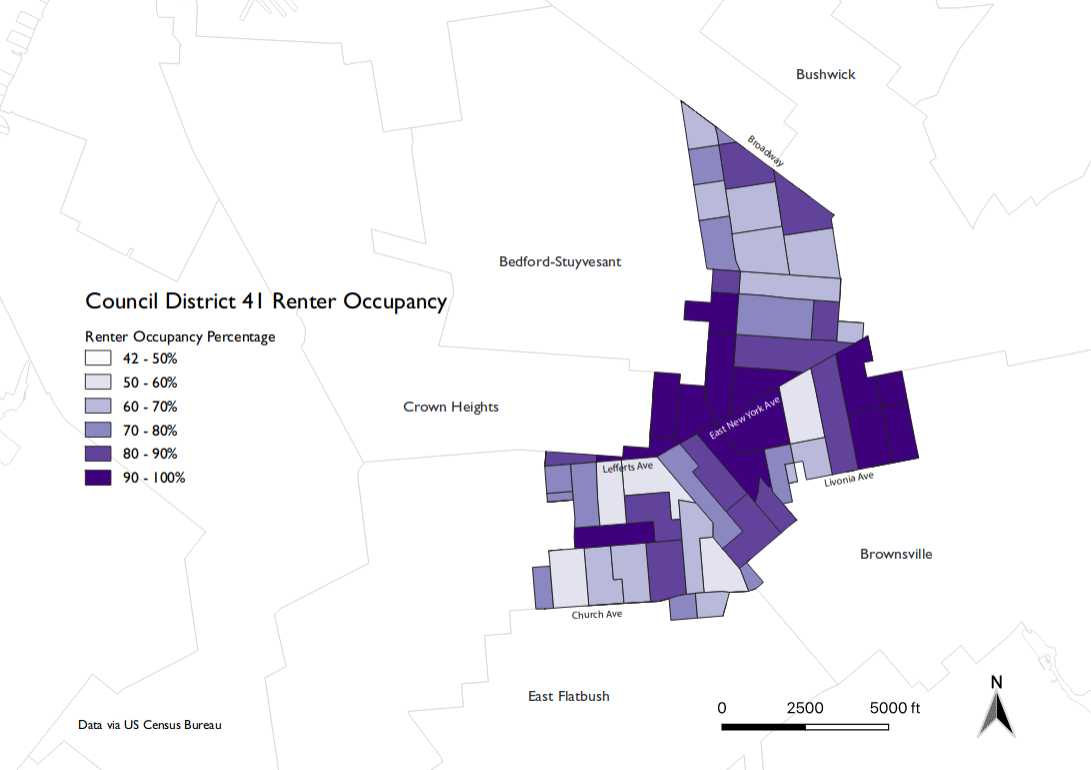 Bushwick
Broadway
Bedford-Stuyvesant
Council District 41 Renter Occupancy
Renter Occupancy Percentage
42 - 50%
50 - 60%
60 - 70%
70 - 80%
80 - 90%
90 - 100%
Crown Heights
East New York Ave
Lefferts Ave
Livonia Ave
Brownsville
Church Ave
East Flatbush
Data via US Census Bureau
0 2500 5000 ft
N